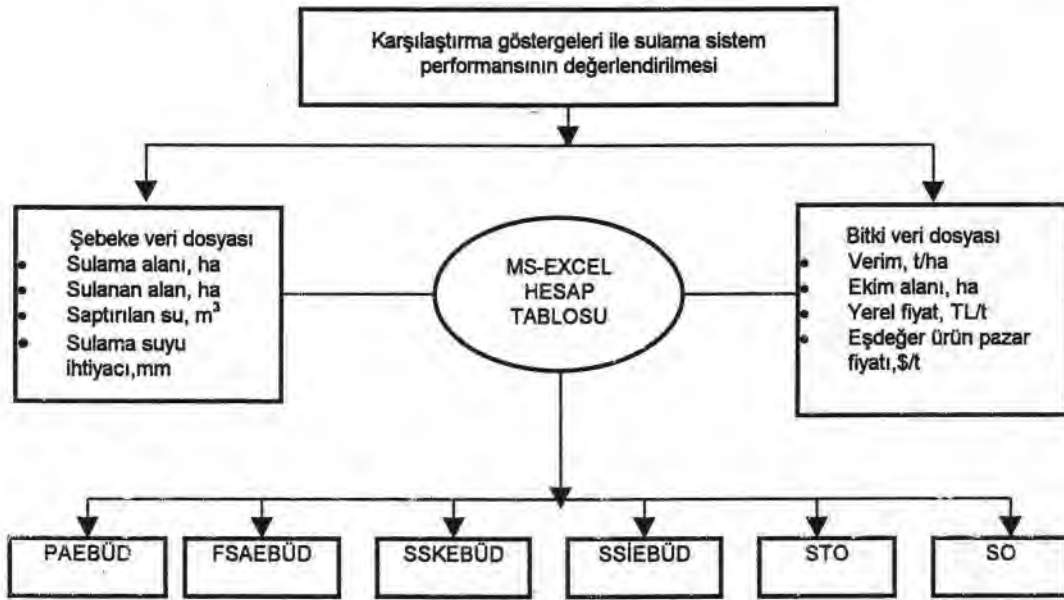 Karşılaştırma göstergeleri ile sulama sistem
performansının değerlendirilmesi
Şebeke veri dosyası
• Sulama alanı, ha
• Sulanan alan, ha
• Saptırılan su, m³
• Sulama suyu
ihtiyacı,mm
MS-EXCEL
HESAP
TABLOSU
Bitki veri dosyası
• Verim, t/ha
• Ekim alanı, ha
• Yerel fiyat, TL/t
• Eşdeğer ürün pazar
fiyatı,$/t
PAEBÜD
FSAEBÜD
SSKEBÜD
SSİEBÜD
STO
SO